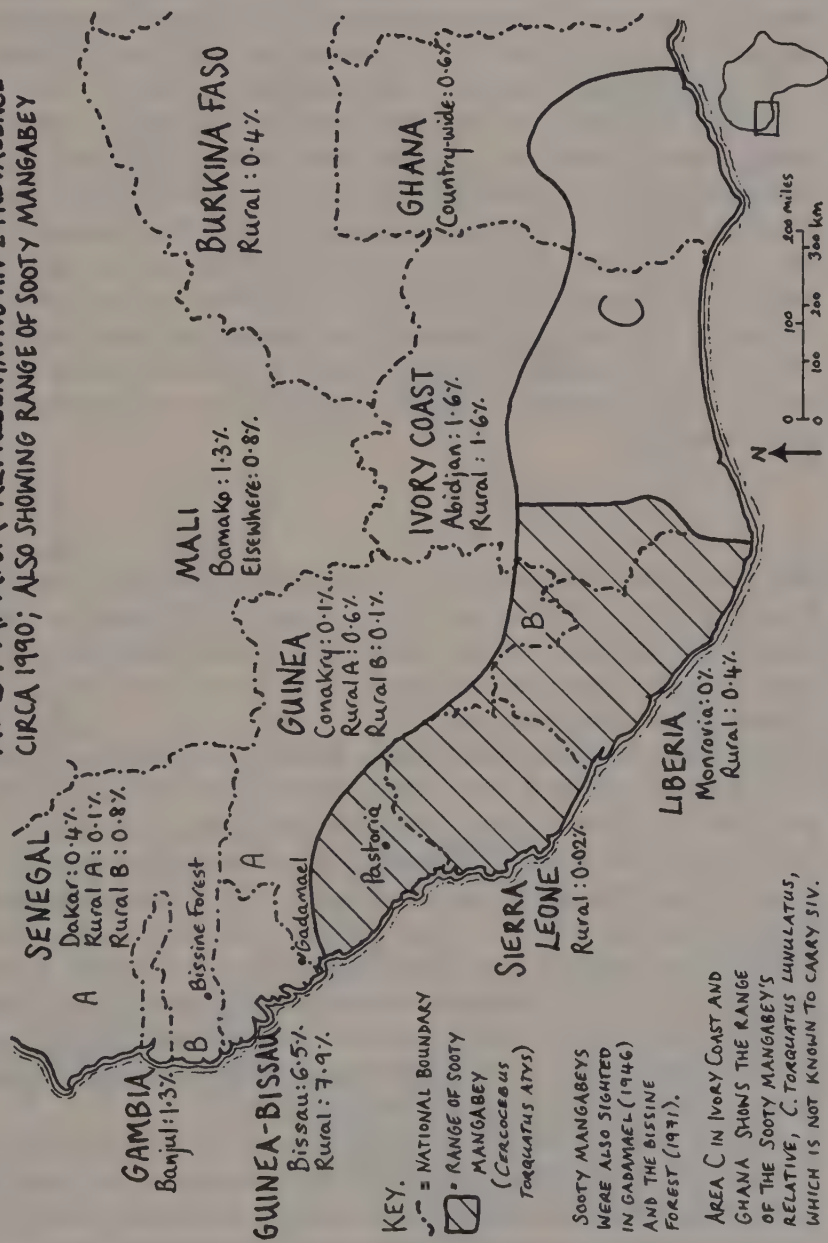 CIRCA 1990; ALSO SHOWING RANGE OF SOOTY MANGABEY
SENEGAL
Dakar: 0·4%
Rural A: 0·1%
Rural B: 0·8%
A
GAMBIA
Banjul: 1·3%
B
Bissine Forest
GUINEA-BISSAU
Bissau: 6·5%
Rural: 7·9%
A
Gadamael
MALI
Bamako: 1·3%
Elsewhere: 0·8%
BURKINA FASO
Rural: 0·4%
GUINEA
Conakry: 0·1%
Rural A: 0·6%
Rural B: 0·1%
Pastoria
B
SIERRA
LEONE
Rural: 0·02%
LIBERIA
Monrovia: 0%
Rural: 0·4%
IVORY COAST
Abidjan: 1·6%
Rural: 1·6%
GHANA
Country-wide: 0·6%
C
KEY.
= NATIONAL BOUNDARY
= RANGE OF SOOTY
MANGABEY
(CERCOCEBUS
TORQUATUS ATYS)
SOOTY MANGABEYS
WERE ALSO SIGHTED
IN GADAMAEL (1946)
AND THE BISSINE
FOREST (1971).
AREA C IN IVORY COAST AND
GHANA SHOWS THE RANGE
OF THE SOOTY MANGABEY'S
RELATIVE, C. TORQUATUS LUNULATUS,
WHICH IS NOT KNOWN TO CARRY SIV.
N
0 100 200 miles
0 100 200 300 km